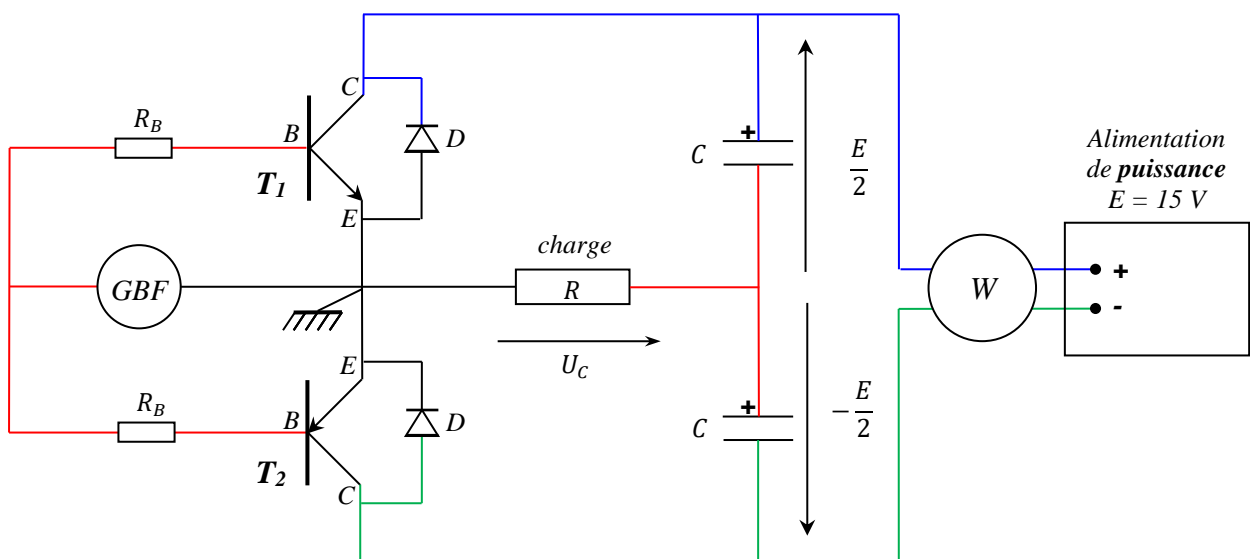 C
R_B
B
D
T_1
E
C
+
E/2
Alimentation
de puissance
E = 15 V
GBF
charge
R
U_C
W
+
-
E
R_B
B
D
T_2
C
+
C
-E/2